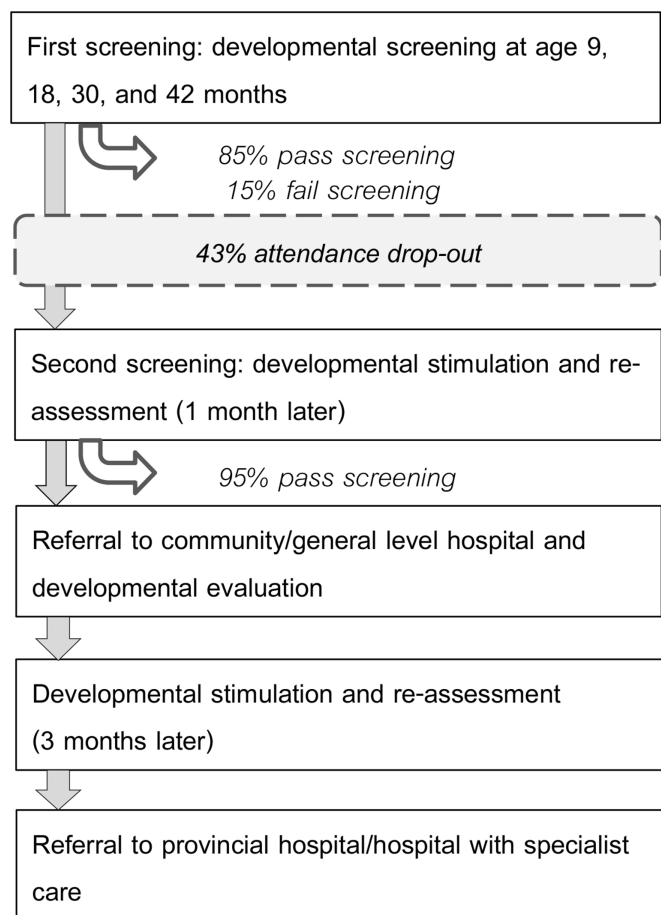 First screening: developmental screening at age 9,
18, 30, and 42 months
85% pass screening
15% fail screening
43% attendance drop-out
Second screening: developmental stimulation and re-
assessment (1 month later)
95% pass screening
Referral to community/general level hospital and
developmental evaluation
Developmental stimulation and re-assessment
(3 months later)
Referral to provincial hospital/hospital with specialist
care